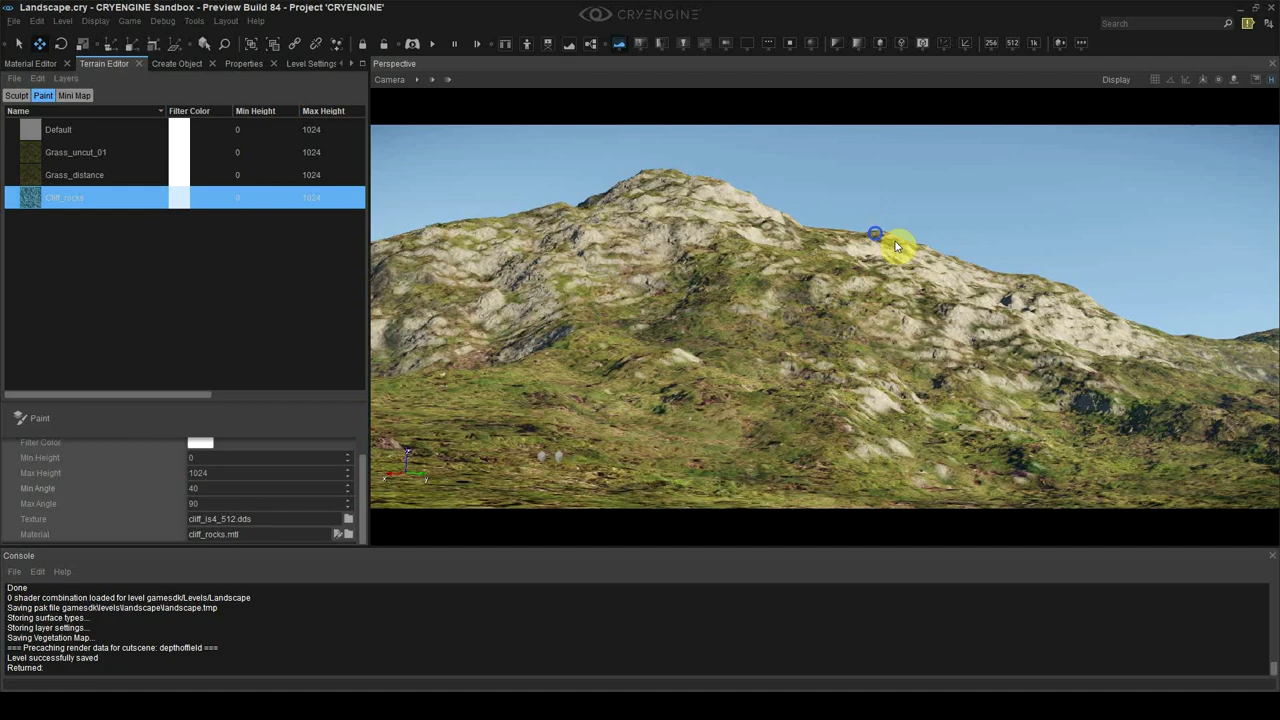 Landscape.cry - CRYENGINE Sandbox - Preview Build 84 - Project 'CRYENGINE'
CRYENGINE
File Edit Level Display Game Debug Tools Layout Help
Search
256 512 1k
Material Editor Terrain Editor Create Object Properties Level Settings
Perspective
File Edit Layers
Camera
Display
Sculpt Paint Mini Map
Name Filter Color Min Height Max Height
Default 0 1024
Grass_uncut_01 0 1024
Grass_distance 0 1024
Cliff_rocks 0 1024
Paint
Filter Color
Min Height 0
Max Height 1024
Min Angle 40
Max Angle 90
Texture cliff_is4_512.dds
Material cliff_rocks.mtl
z
x y
Console
File Edit Help
Done
0 shader combination loaded for level gamesdk/Levels/Landscape
Saving pak file gamesdk\levels\landscape\landscape.tmp
Storing surface types...
Storing layer settings...
Saving Vegetation Map...
=== Precaching render data for cutscene: depthoffield ===
Level successfully saved
Returned: